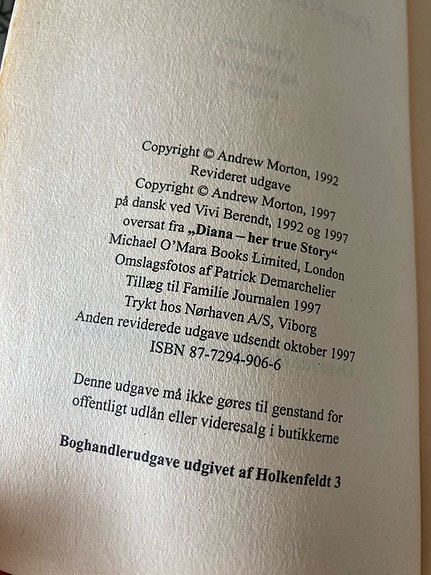 Copyright © Andrew Morton, 1992
Revideret udgave
Copyright © Andrew Morton, 1997
på dansk ved Vivi Berendt, 1992 og 1997
oversat fra „Diana – her true Story“
Michael O'Mara Books Limited, London
Omslagsfotos af Patrick Demarchelier
Tillæg til Familie Journalen 1997
Trykt hos Nørhaven A/S, Viborg
Anden reviderede udgave udsendt oktober 1997
ISBN 87-7294-906-6
Denne udgave må ikke gøres til genstand for
offentligt udlån eller videresalg i butikkerne
Boghandlerudgave udgivet af Holkenfeldt 3